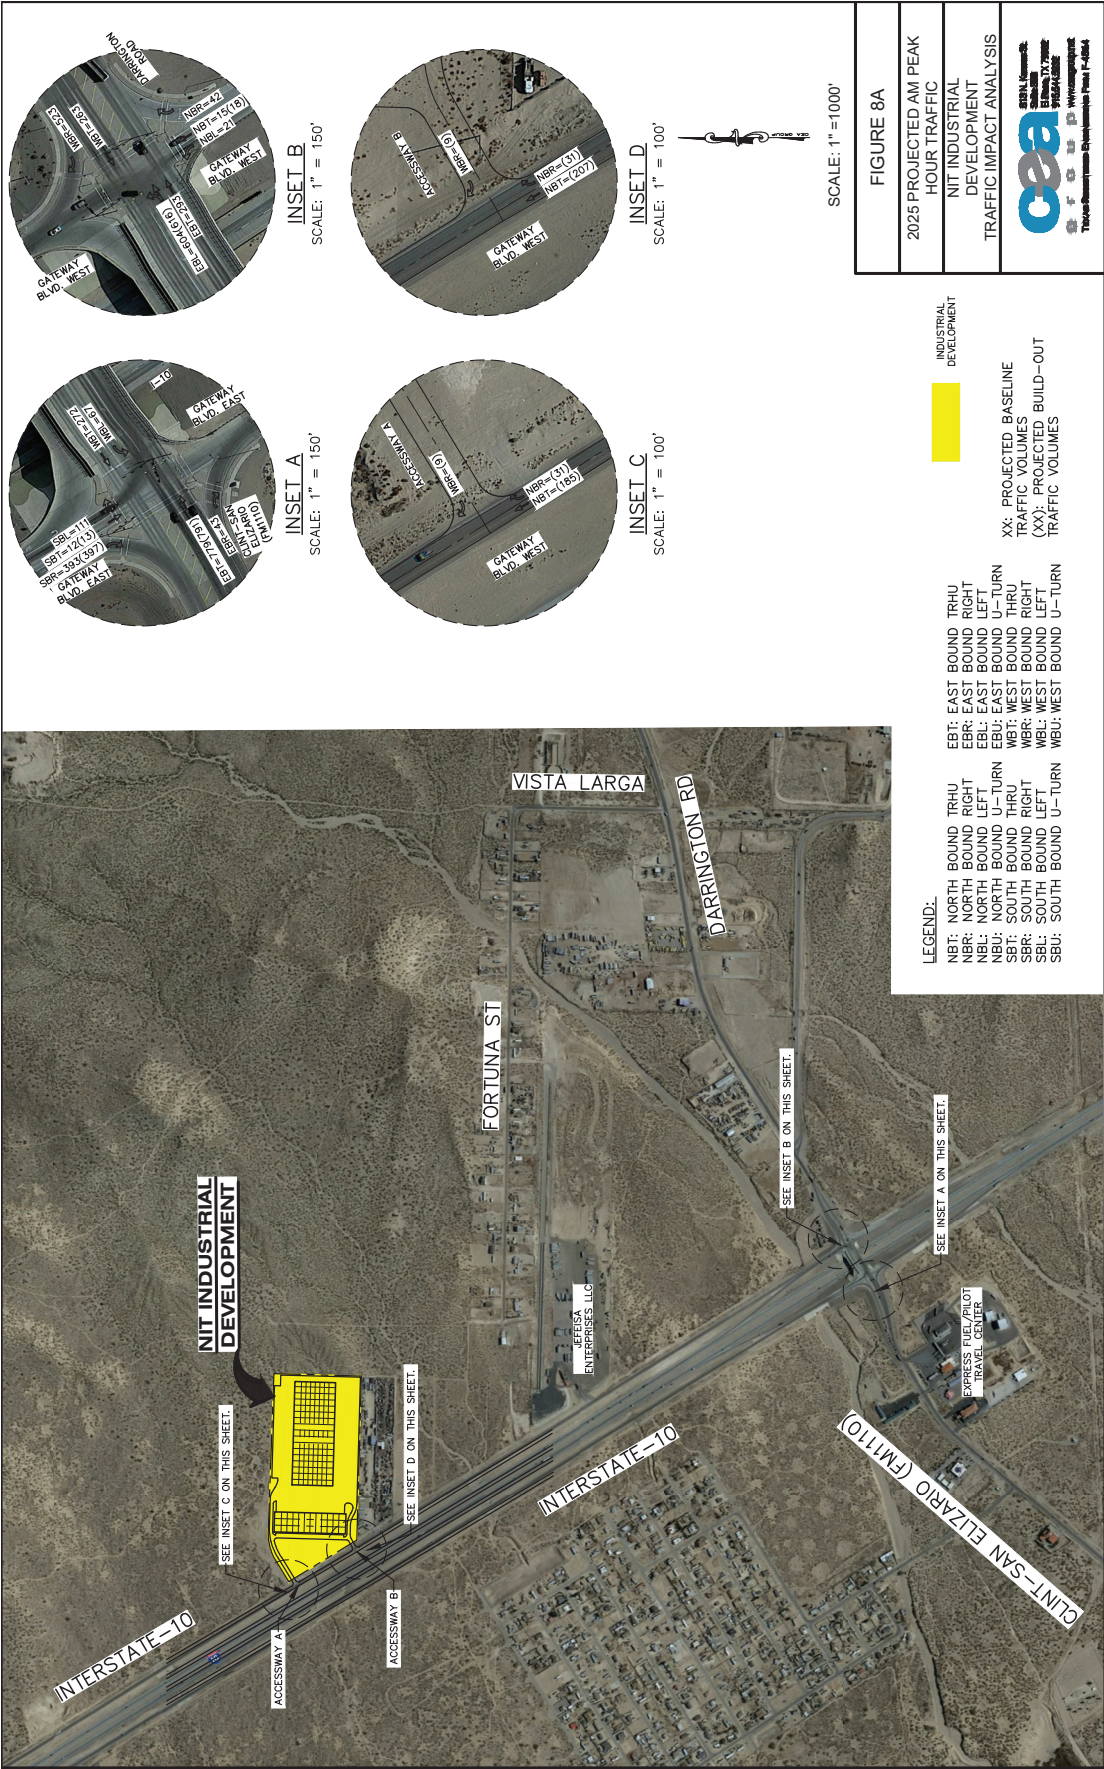 NIT INDUSTRIAL
DEVELOPMENT
INTERSTATE-10
SEE INSET C ON THIS SHEET.
ACCESSWAY A
ACCESSWAY B
SEE INSET D ON THIS SHEET.
FORTUNA ST
VISTA LARGA
DARRINGTON RD
JEFEISA
ENTERPRISES LLC
INTERSTATE-10
SEE INSET B ON THIS SHEET.
SEE INSET A ON THIS SHEET.
EXPRESS FUEL/PILOT
TRAVEL CENTER
CLINT-SAN ELIZARIO (FM1110)
SBL=111
SBT=12(13)
SBR=393(397)
GATEWAY
BLVD. EAST
WBT=272
WBL=67
I-10
GATEWAY
BLVD. EAST
EBT=779(791)
EBR=43
CLINT-SAN
ELIZARIO
(FM1110)
INSET A
SCALE: 1" = 150'
GATEWAY
BLVD. WEST
WBR=523
WBT=263
DARRINGTON
ROAD
NBR=42
NBT=15(18)
NBL=21
GATEWAY
BLVD. WEST
EBL=604(616)
EBT=293
INSET B
SCALE: 1" = 150'
ACCESSWAY A
WBR=(9)
NBR=(31)
NBT=(185)
GATEWAY
BLVD. WEST
INSET C
SCALE: 1" = 100'
ACCESSWAY B
WBR=(9)
NBR=(31)
NBT=(207)
GATEWAY
BLVD. WEST
INSET D
SCALE: 1" = 100'
SCALE: 1" =1000'
LEGEND:
NBT: NORTH BOUND TRHU
NBR: NORTH BOUND RIGHT
NBL: NORTH BOUND LEFT
NBU: NORTH BOUND U-TURN
SBT: SOUTH BOUND THRU
SBR: SOUTH BOUND RIGHT
SBL: SOUTH BOUND LEFT
SBU: SOUTH BOUND U-TURN
EBT: EAST BOUND TRHU
EBR: EAST BOUND RIGHT
EBL: EAST BOUND LEFT
EBU: EAST BOUND U-TURN
WBT: WEST BOUND THRU
WBR: WEST BOUND RIGHT
WBL: WEST BOUND LEFT
WBU: WEST BOUND U-TURN
INDUSTRIAL
DEVELOPMENT
XX: PROJECTED BASELINE
TRAFFIC VOLUMES
(XX): PROJECTED BUILD-OUT
TRAFFIC VOLUMES
FIGURE 8A
2025 PROJECTED AM PEAK
HOUR TRAFFIC
NIT INDUSTRIAL
DEVELOPMENT
TRAFFIC IMPACT ANALYSIS
cea
group